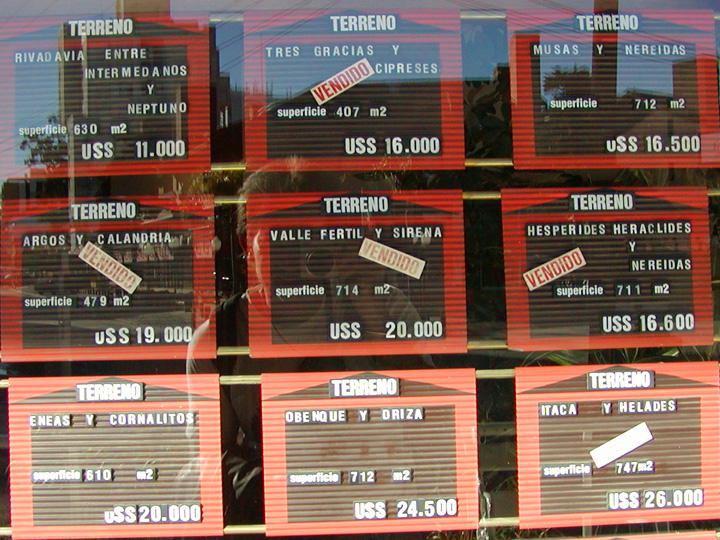 TERRENO
RIVADAVIA ENTRE
INTERMEDANOS
Y
NEPTUNO
superficie 630 m2
U$S 11.000
TERRENO
TRES GRACIAS Y
CIPRESES
VENDIDO
superficie 407 m2
U$S 16.000
TERRENO
MUSAS Y NEREIDAS
superficie 712 m2
U$S 16.500
TERRENO
ARGOS Y CALANDRIA
VENDIDO
superficie 479 m2
U$S 19.000
TERRENO
VALLE FERTIL Y SIRENA
VENDIDO
superficie 714 m2
U$S 20.000
TERRENO
HESPERIDES HERACLIDES
Y
NEREIDAS
VENDIDO
superficie 711 m2
U$S 16.600
TERRENO
ENEAS Y CORNALITOS
superficie 610 m2
U$S 20.000
TERRENO
OBENQUE Y DRIZA
superficie 712 m2
U$S 24.500
TERRENO
ITACA Y HELADES
superficie 747m2
U$S 26.000